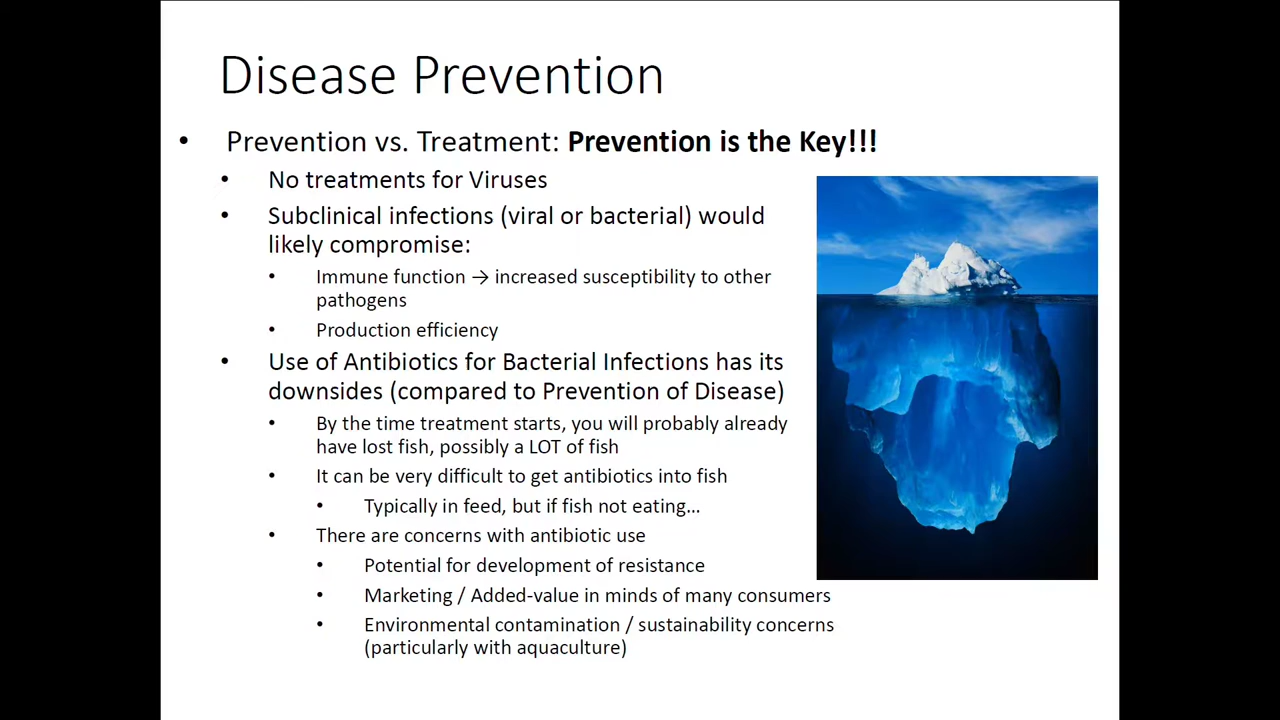 Disease Prevention
• Prevention vs. Treatment: Prevention is the Key!!!
• No treatments for Viruses
• Subclinical infections (viral or bacterial) would
likely compromise:
• Immune function → increased susceptibility to other
pathogens
• Production efficiency
• Use of Antibiotics for Bacterial Infections has its
downsides (compared to Prevention of Disease)
• By the time treatment starts, you will probably already
have lost fish, possibly a LOT of fish
• It can be very difficult to get antibiotics into fish
• Typically in feed, but if fish not eating…
• There are concerns with antibiotic use
• Potential for development of resistance
• Marketing / Added-value in minds of many consumers
• Environmental contamination / sustainability concerns
(particularly with aquaculture)